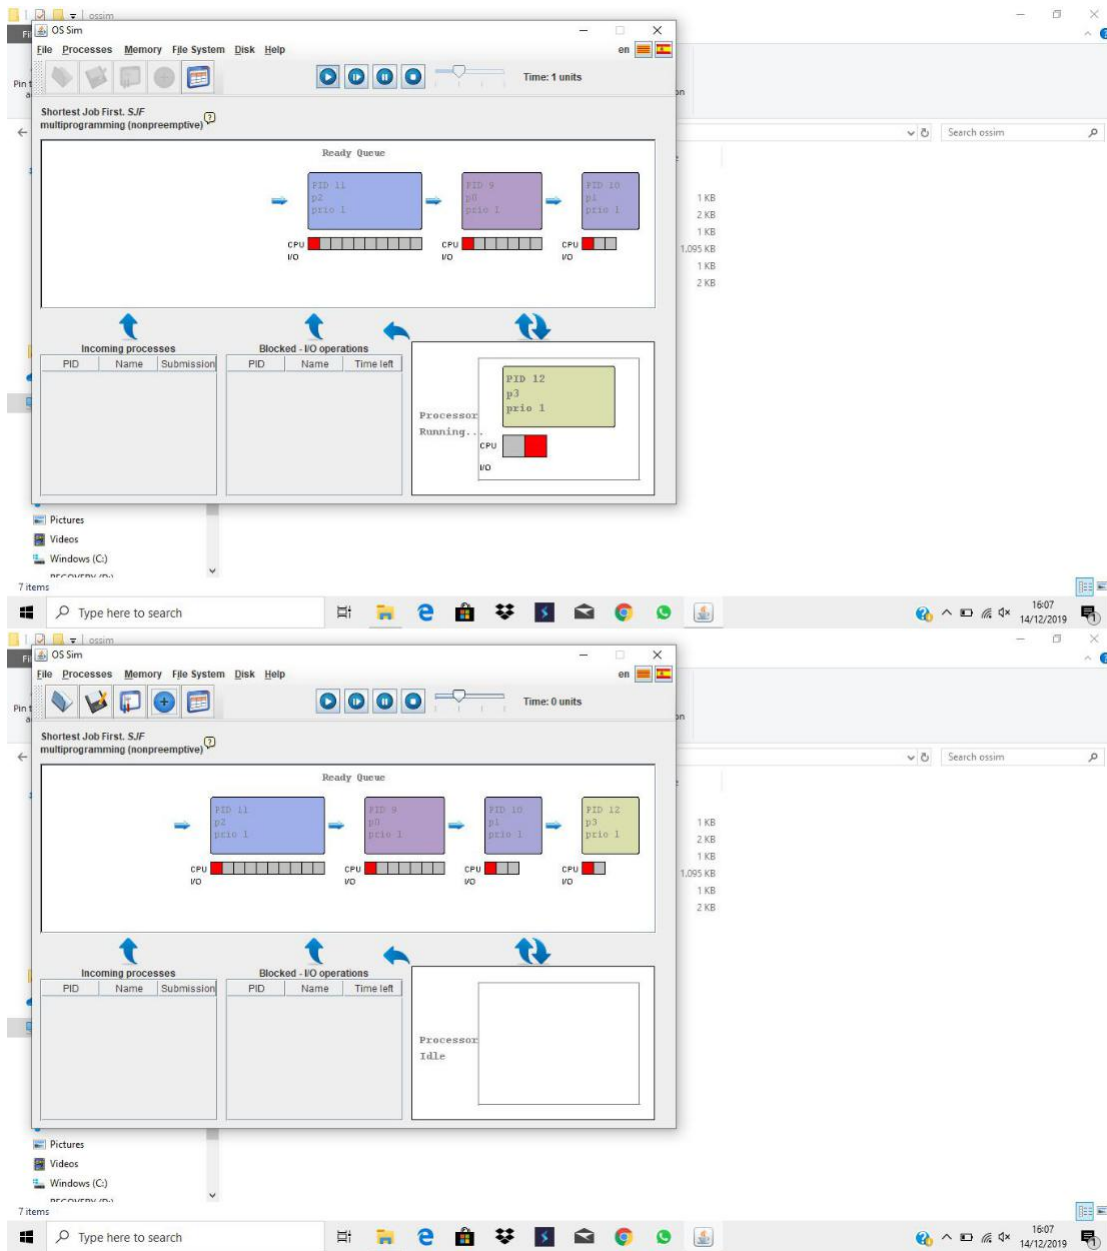 ossim
OS Sim
File Processes Memory File System Disk Help
en
Time: 1 units
Pin t
Shortest Job First. SJF
multiprogramming (nonpreemptive)
Search ossim
Ready Queue
PID 11
p2
prio 1
PID 9
p0
prio 1
PID 10
p1
prio 1
CPU
I/O
CPU
I/O
CPU
I/O
1 KB
2 KB
1 KB
1,095 KB
1 KB
2 KB
Incoming processes
PID Name Submission
Blocked - I/O operations
PID Name Time left
Processor
Running...
PID 12
p3
prio 1
CPU
I/O
Pictures
Videos
Windows (C:)
7 items
Type here to search
16:07
14/12/2019
ossim
OS Sim
File Processes Memory File System Disk Help
en
Time: 0 units
Pin t
Shortest Job First. SJF
multiprogramming (nonpreemptive)
Search ossim
Ready Queue
PID 11
p2
prio 1
PID 9
p0
prio 1
PID 10
p1
prio 1
PID 12
p3
prio 1
CPU
I/O
CPU
I/O
CPU
I/O
CPU
I/O
1 KB
2 KB
1 KB
1,095 KB
1 KB
2 KB
Incoming processes
PID Name Submission
Blocked - I/O operations
PID Name Time left
Processor
Idle
Pictures
Videos
Windows (C:)
7 items
Type here to search
16:07
14/12/2019